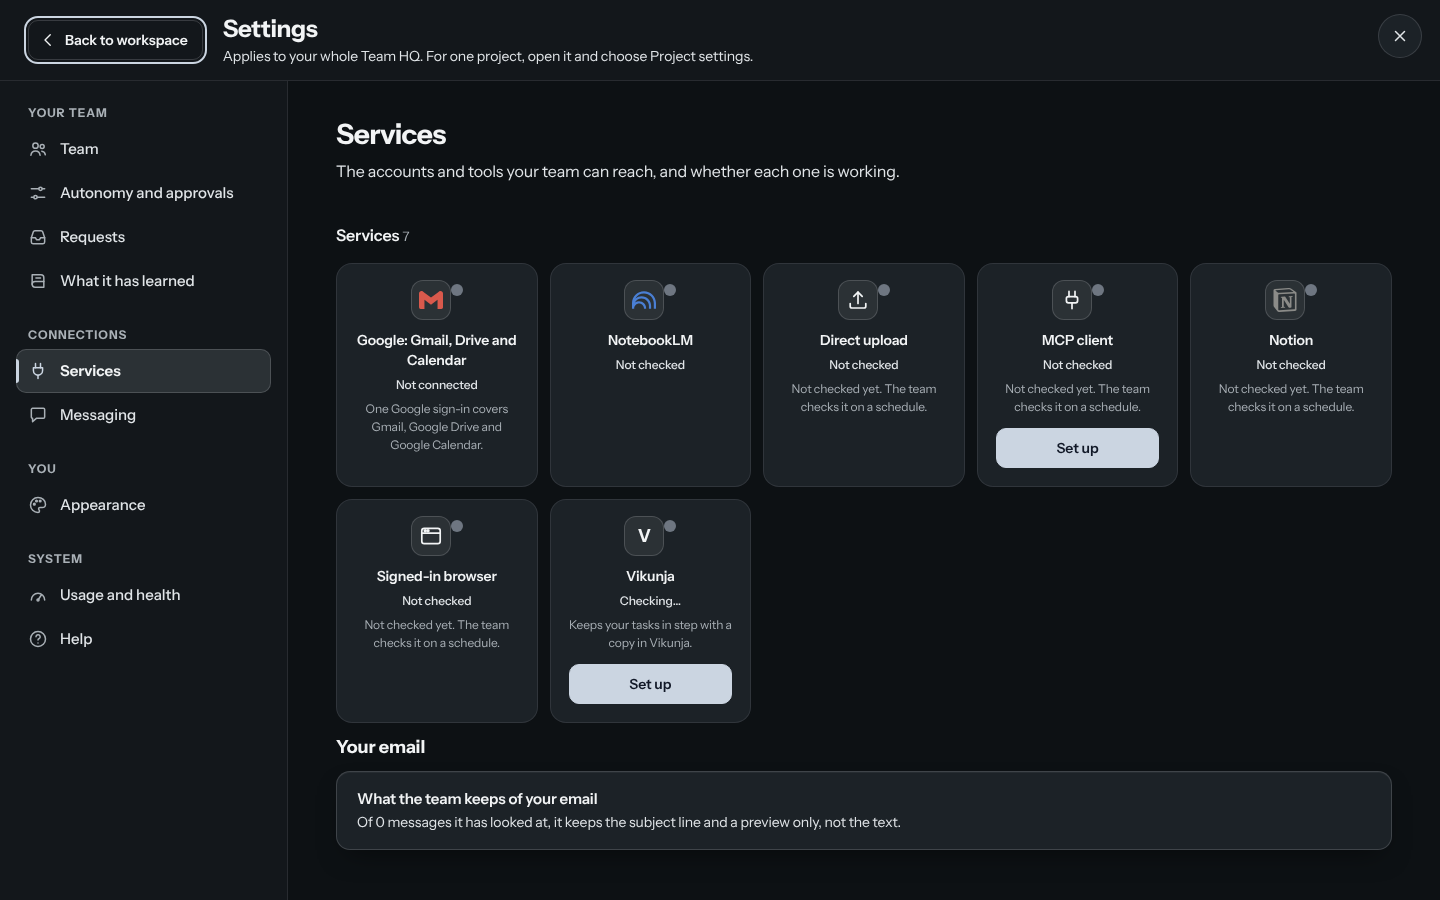 Back to workspace
Settings
Applies to your whole Team HQ. For one project, open it and choose Project settings.
YOUR TEAM
Team
Autonomy and approvals
Requests
What it has learned
CONNECTIONS
Services
Messaging
YOU
Appearance
SYSTEM
Usage and health
Help
Services
The accounts and tools your team can reach, and whether each one is working.
Services 7
Google: Gmail, Drive and
Calendar
Not connected
One Google sign-in covers
Gmail, Google Drive and
Google Calendar.
NotebookLM
Not checked
Direct upload
Not checked
Not checked yet. The team
checks it on a schedule.
MCP client
Not checked
Not checked yet. The team
checks it on a schedule.
Set up
N
Notion
Not checked
Not checked yet. The team
checks it on a schedule.
Signed-in browser
Not checked
Not checked yet. The team
checks it on a schedule.
V
Vikunja
Checking...
Keeps your tasks in step with a
copy in Vikunja.
Set up
Your email
What the team keeps of your email
Of 0 messages it has looked at, it keeps the subject line and a preview only, not the text.